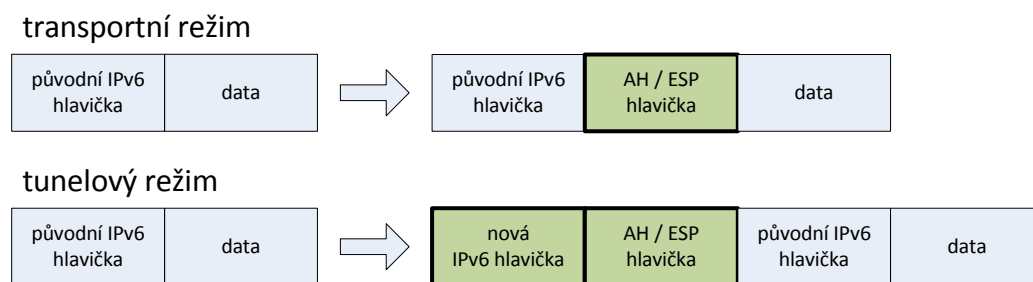 transportní režim
původní IPv6
hlavička
data
původní IPv6
hlavička
AH / ESP
hlavička
data
tunelový režim
původní IPv6
hlavička
data
nová
IPv6 hlavička
AH / ESP
hlavička
původní IPv6
hlavička
data